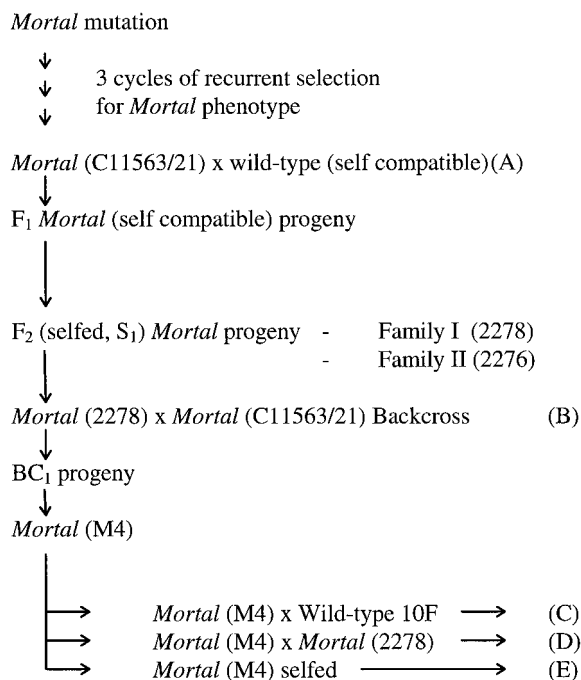 Mortal mutation
3 cycles of recurrent selection
for Mortal phenotype
Mortal (C11563/21) x wild-type (self compatible)(A)
F₁ Mortal (self compatible) progeny
F₂ (selfed, S₁) Mortal progeny - Family I (2278)
- Family II (2276)
Mortal (2278) x Mortal (C11563/21) Backcross (B)
BC₁ progeny
Mortal (M4)
Mortal (M4) x Wild-type 10F (C)
Mortal (M4) x Mortal (2278) (D)
Mortal (M4) selfed (E)